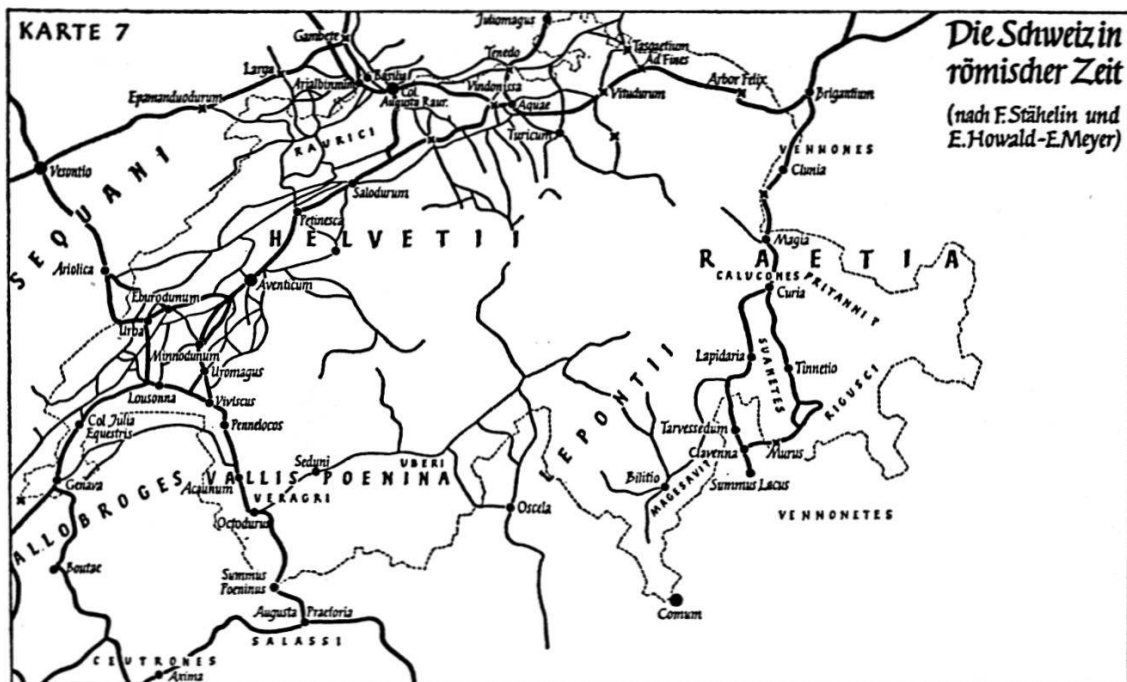 KARTE 7
Die Schweiz in
römischer Zeit
(nach F. Stähelin und
E. Howald-E. Meyer)
Gambete
Juliomagus
Larga
Arialbinnum
Basilia
Col.
Augusta Raur.
Tenedo
Vindonissa
Aquae
Tasgaetium
Ad Fines
Vitudurum
Arbor Felix
Brigantium
Epamanduodurum
RAURICI
Turicum
VENNONES
Clunia
Vesontio
Salodurum
SEQUANI
Petinesca
HELVETII
Magia
RAETIA
Ariolica
Aventicum
CALUCONES
PRITANNI?
Curia
Eburodunum
Urba
Minnodunum
Uromagus
Lapidaria
SUANETES
Tinnetio
LEPONTII
RIGUSCI
Lousonna
Viviscus
Pennelocos
Col. Julia
Equestris
Tarvessedum
Clavenna
Murus
Seduni
UBERI
Genava
ALLOBROGES
VALLIS POENINA
Acaunum
VERAGRI
Bilitio
MAGESAVII
Summus Lacus
Octodurus
Oscela
VENNONETES
Boutae
Summus
Poeninus
Comum
Augusta Praetoria
SALASSI
CEUTRONES
Axima